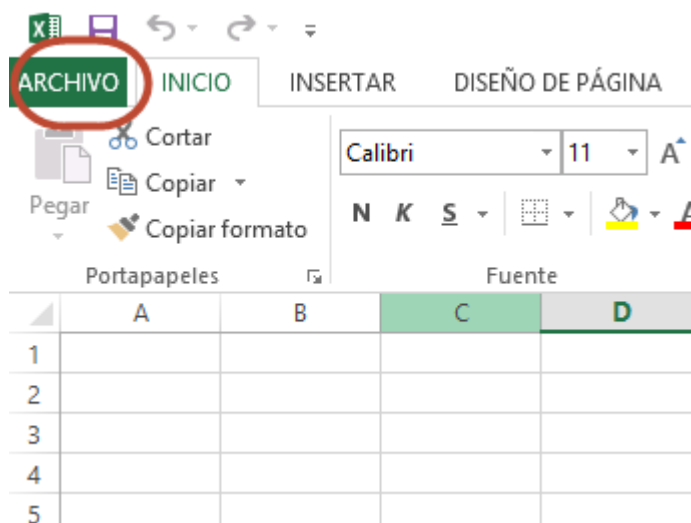 ARCHIVO INICIO INSERTAR DISEÑO DE PÁGINA
Cortar
Copiar
Pegar
Copiar formato
Calibri 11 A
N K S A
Portapapeles Fuente
A B C D
1
2
3
4
5